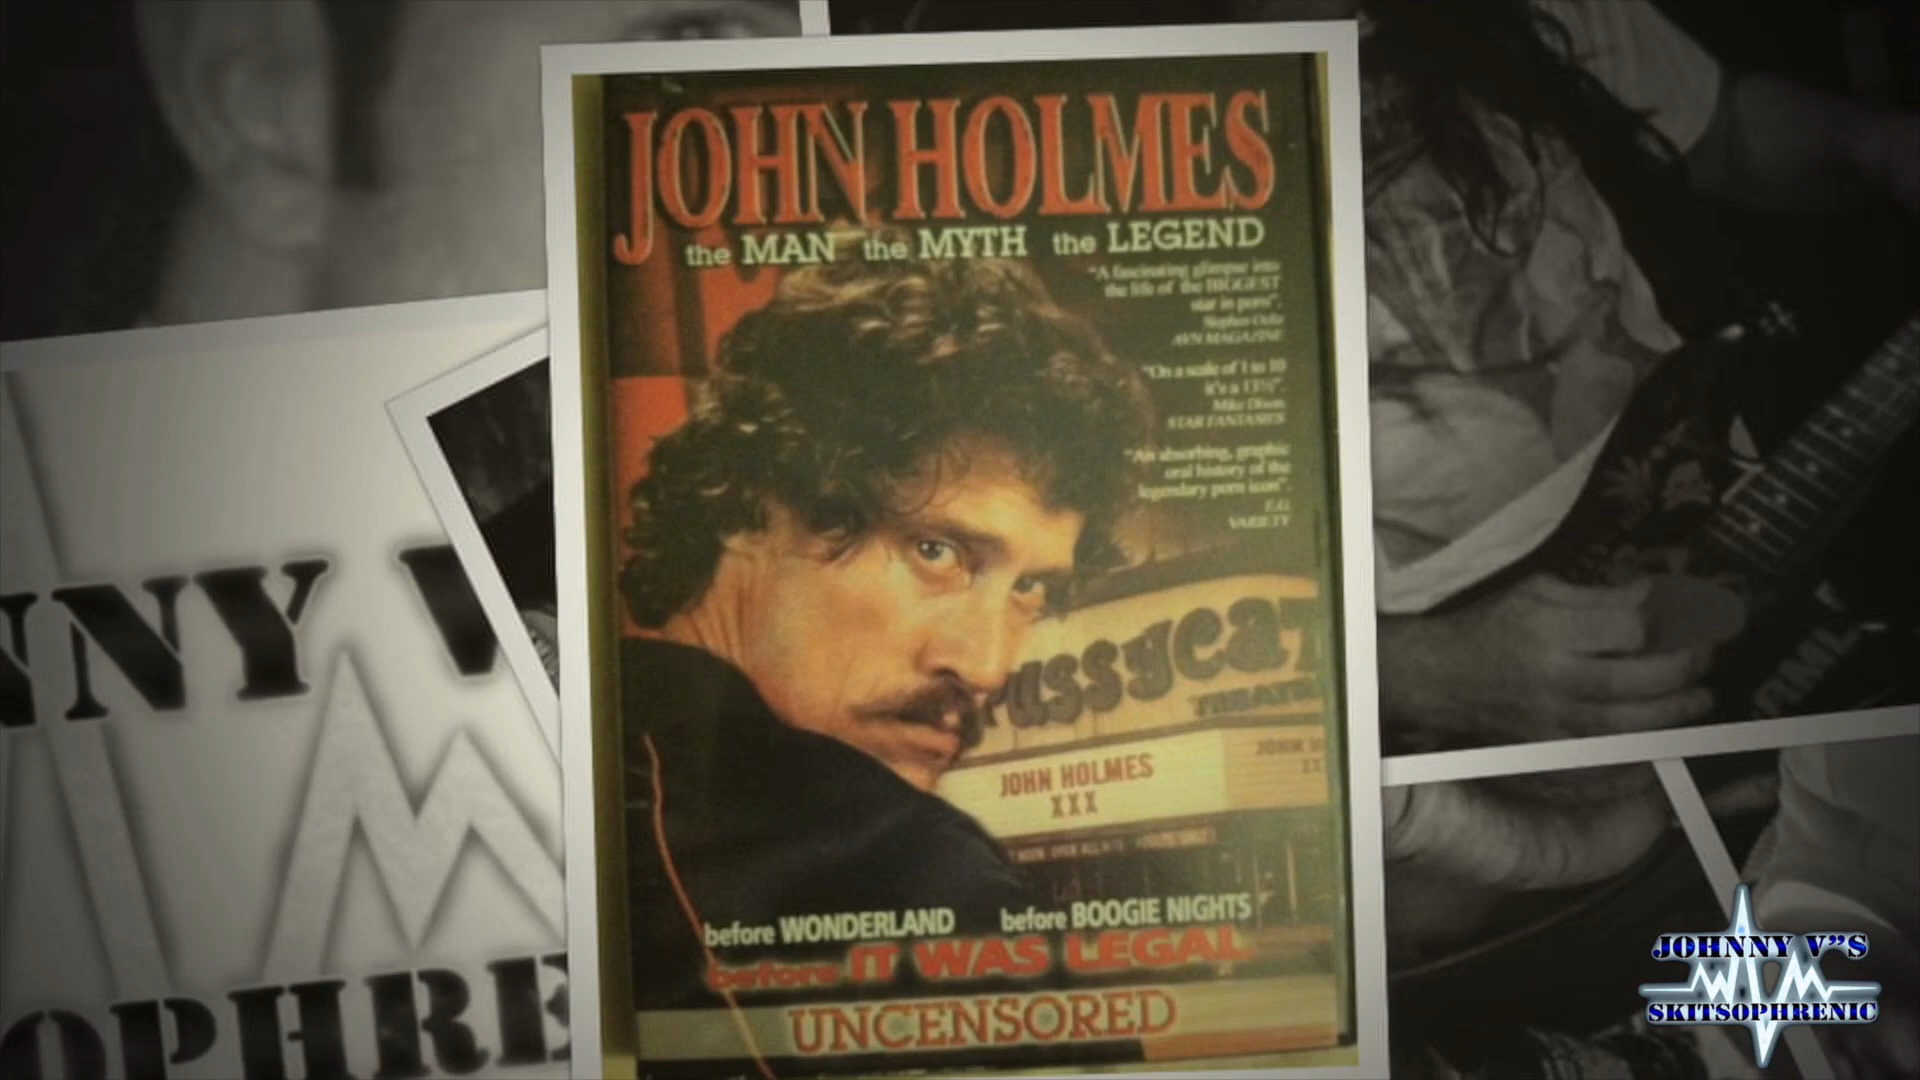 JOHN HOLMES
the MAN the MYTH the LEGEND
"A fascinating glimpse into
the life of the BIGGEST
star in porn".
AVN MAGAZINE
"On a scale of 1 to 10
it's a 13½".
STAR FANTASIES
"An absorbing, graphic
oral history of the
legendary porn icon".
VARIETY
PUSSYCAT
THEATRE
JOHN HOLMES
XXX
JOHN H
before WONDERLAND before BOOGIE NIGHTS
before IT WAS LEGAL
UNCENSORED
NNY V
OPHRE
JOHNNY V"S
SKITSOPHRENIC